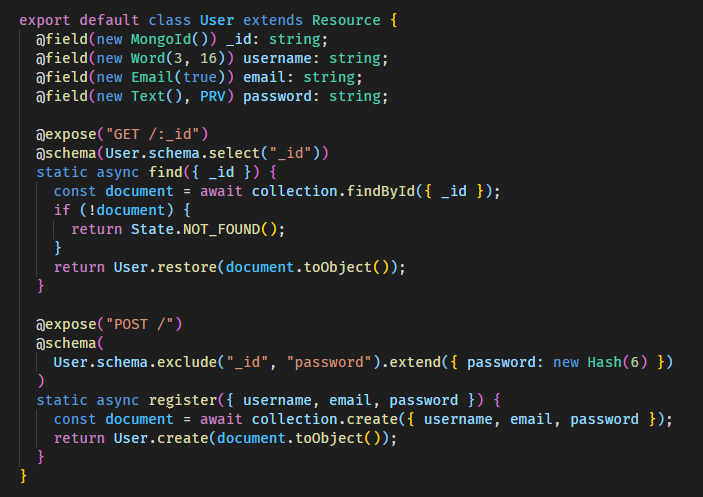 export default class User extends Resource {
  @field(new MongoId()) _id: string;
  @field(new Word(3, 16)) username: string;
  @field(new Email(true)) email: string;
  @field(new Text(), PRV) password: string;

  @expose("GET /:_id")
  @schema(User.schema.select("_id"))
  static async find({ _id }) {
    const document = await collection.findById({ _id });
    if (!document) {
      return State.NOT_FOUND();
    }
    return User.restore(document.toObject());
  }

  @expose("POST /")
  @schema(
    User.schema.exclude("_id", "password").extend({ password: new Hash(6) })
  )
  static async register({ username, email, password }) {
    const document = await collection.create({ username, email, password });
    return User.create(document.toObject());
  }
}